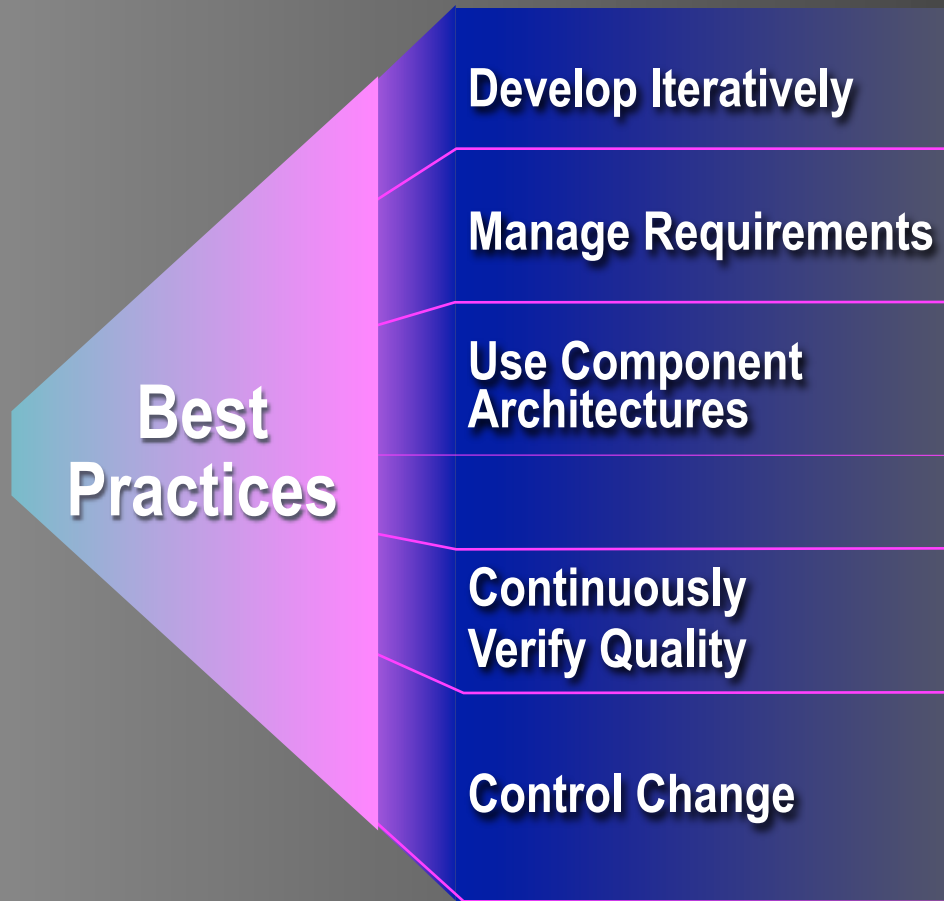 Best
Practices
Develop Iteratively
Manage Requirements
Use Component
Architectures
Continuously
Verify Quality
Control Change